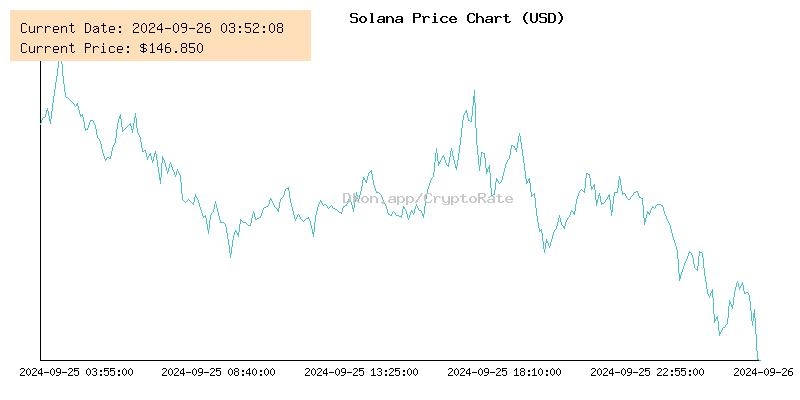 Solana Price Chart (USD)
Current Date: 2024-09-26 03:52:08
Current Price: $146.850
Dhon.app/CryptoRate
2024-09-25 03:55:00 2024-09-25 08:40:00 2024-09-25 13:25:00 2024-09-25 18:10:00 2024-09-25 22:55:00 2024-09-26